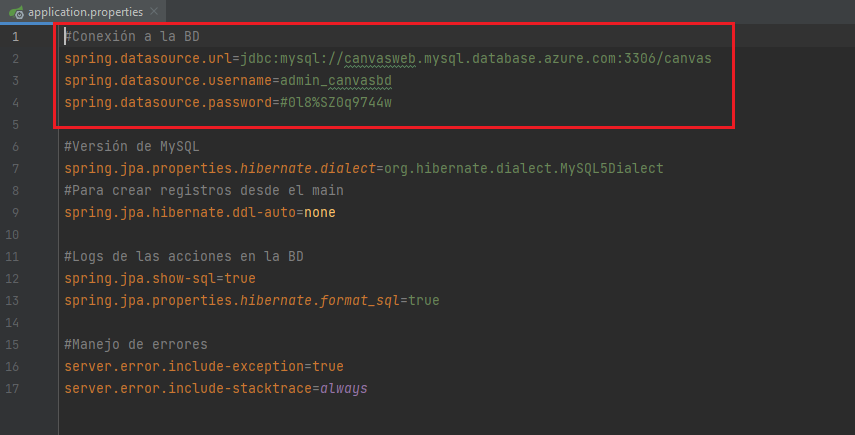 application.properties
1 #Conexión a la BD
2 spring.datasource.url=jdbc:mysql://canvasweb.mysql.database.azure.com:3306/canvas
3 spring.datasource.username=admin_canvasbd
4 spring.datasource.password=#0l8%SZ0q9744w
5
6 #Versión de MySQL
7 spring.jpa.properties.hibernate.dialect=org.hibernate.dialect.MySQL5Dialect
8 #Para crear registros desde el main
9 spring.jpa.hibernate.ddl-auto=none
10
11 #Logs de las acciones en la BD
12 spring.jpa.show-sql=true
13 spring.jpa.properties.hibernate.format_sql=true
14
15 #Manejo de errores
16 server.error.include-exception=true
17 server.error.include-stacktrace=always